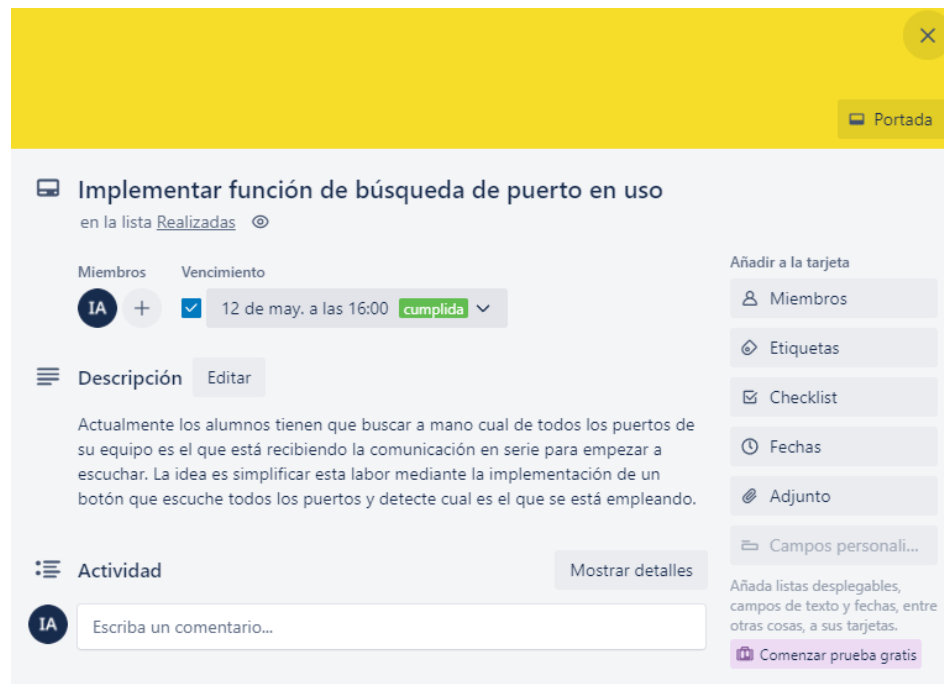 Portada
Implementar función de búsqueda de puerto en uso
en la lista Realizadas
Miembros Vencimiento
IA
12 de may. a las 16:00 cumplida
Descripción Editar
Actualmente los alumnos tienen que buscar a mano cual de todos los puertos de
su equipo es el que está recibiendo la comunicación en serie para empezar a
escuchar. La idea es simplificar esta labor mediante la implementación de un
botón que escuche todos los puertos y detecte cual es el que se está empleando.
Actividad Mostrar detalles
IA Escriba un comentario...
Añadir a la tarjeta
Miembros
Etiquetas
Checklist
Fechas
Adjunto
Campos personali...
Añada listas desplegables,
campos de texto y fechas, entre
otras cosas, a sus tarjetas.
Comenzar prueba gratis